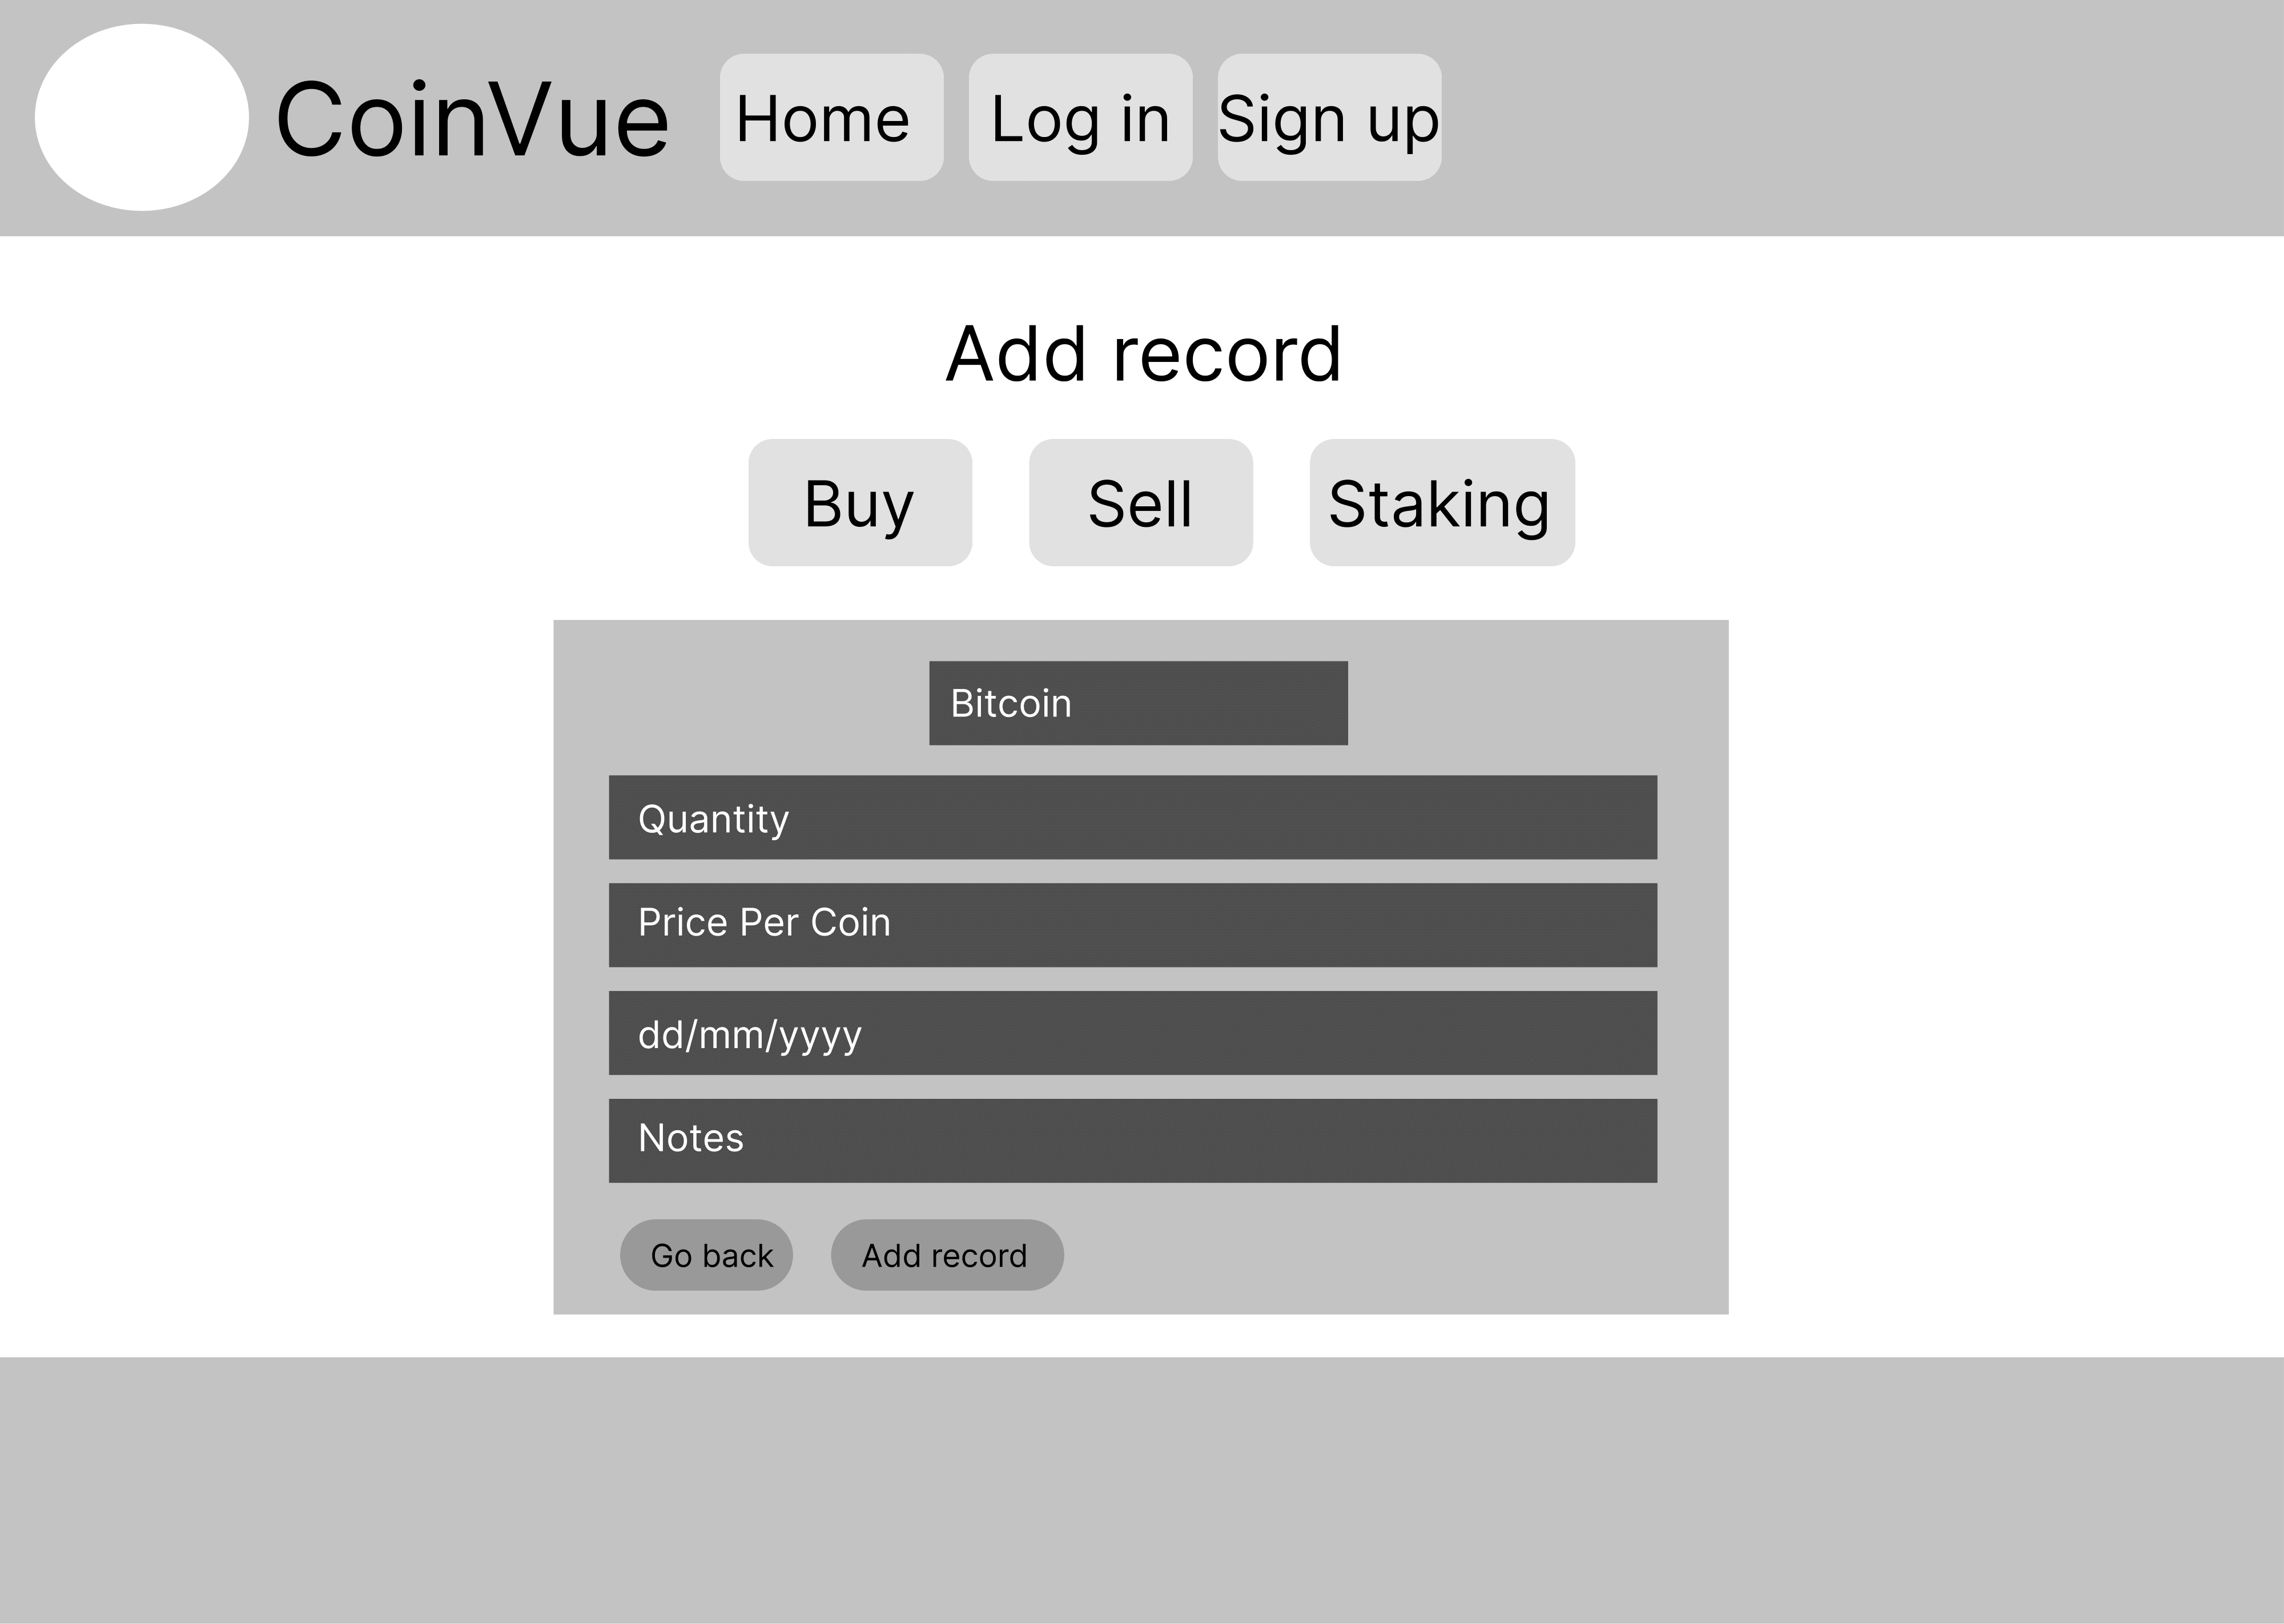 CoinVue Home Log in Sign up
Add record
Buy Sell Staking
Bitcoin
Quantity
Price Per Coin
dd/mm/yyyy
Notes
Go back Add record